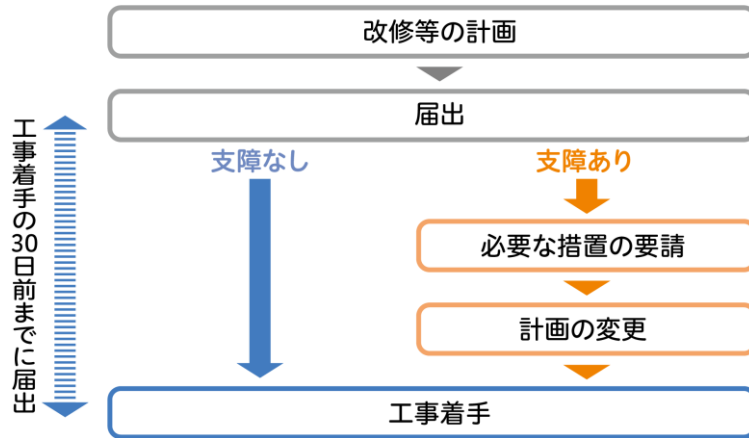 改修等の計画
届出
工事着手の30日前までに届出
支障なし
支障あり
必要な措置の要請
計画の変更
工事着手